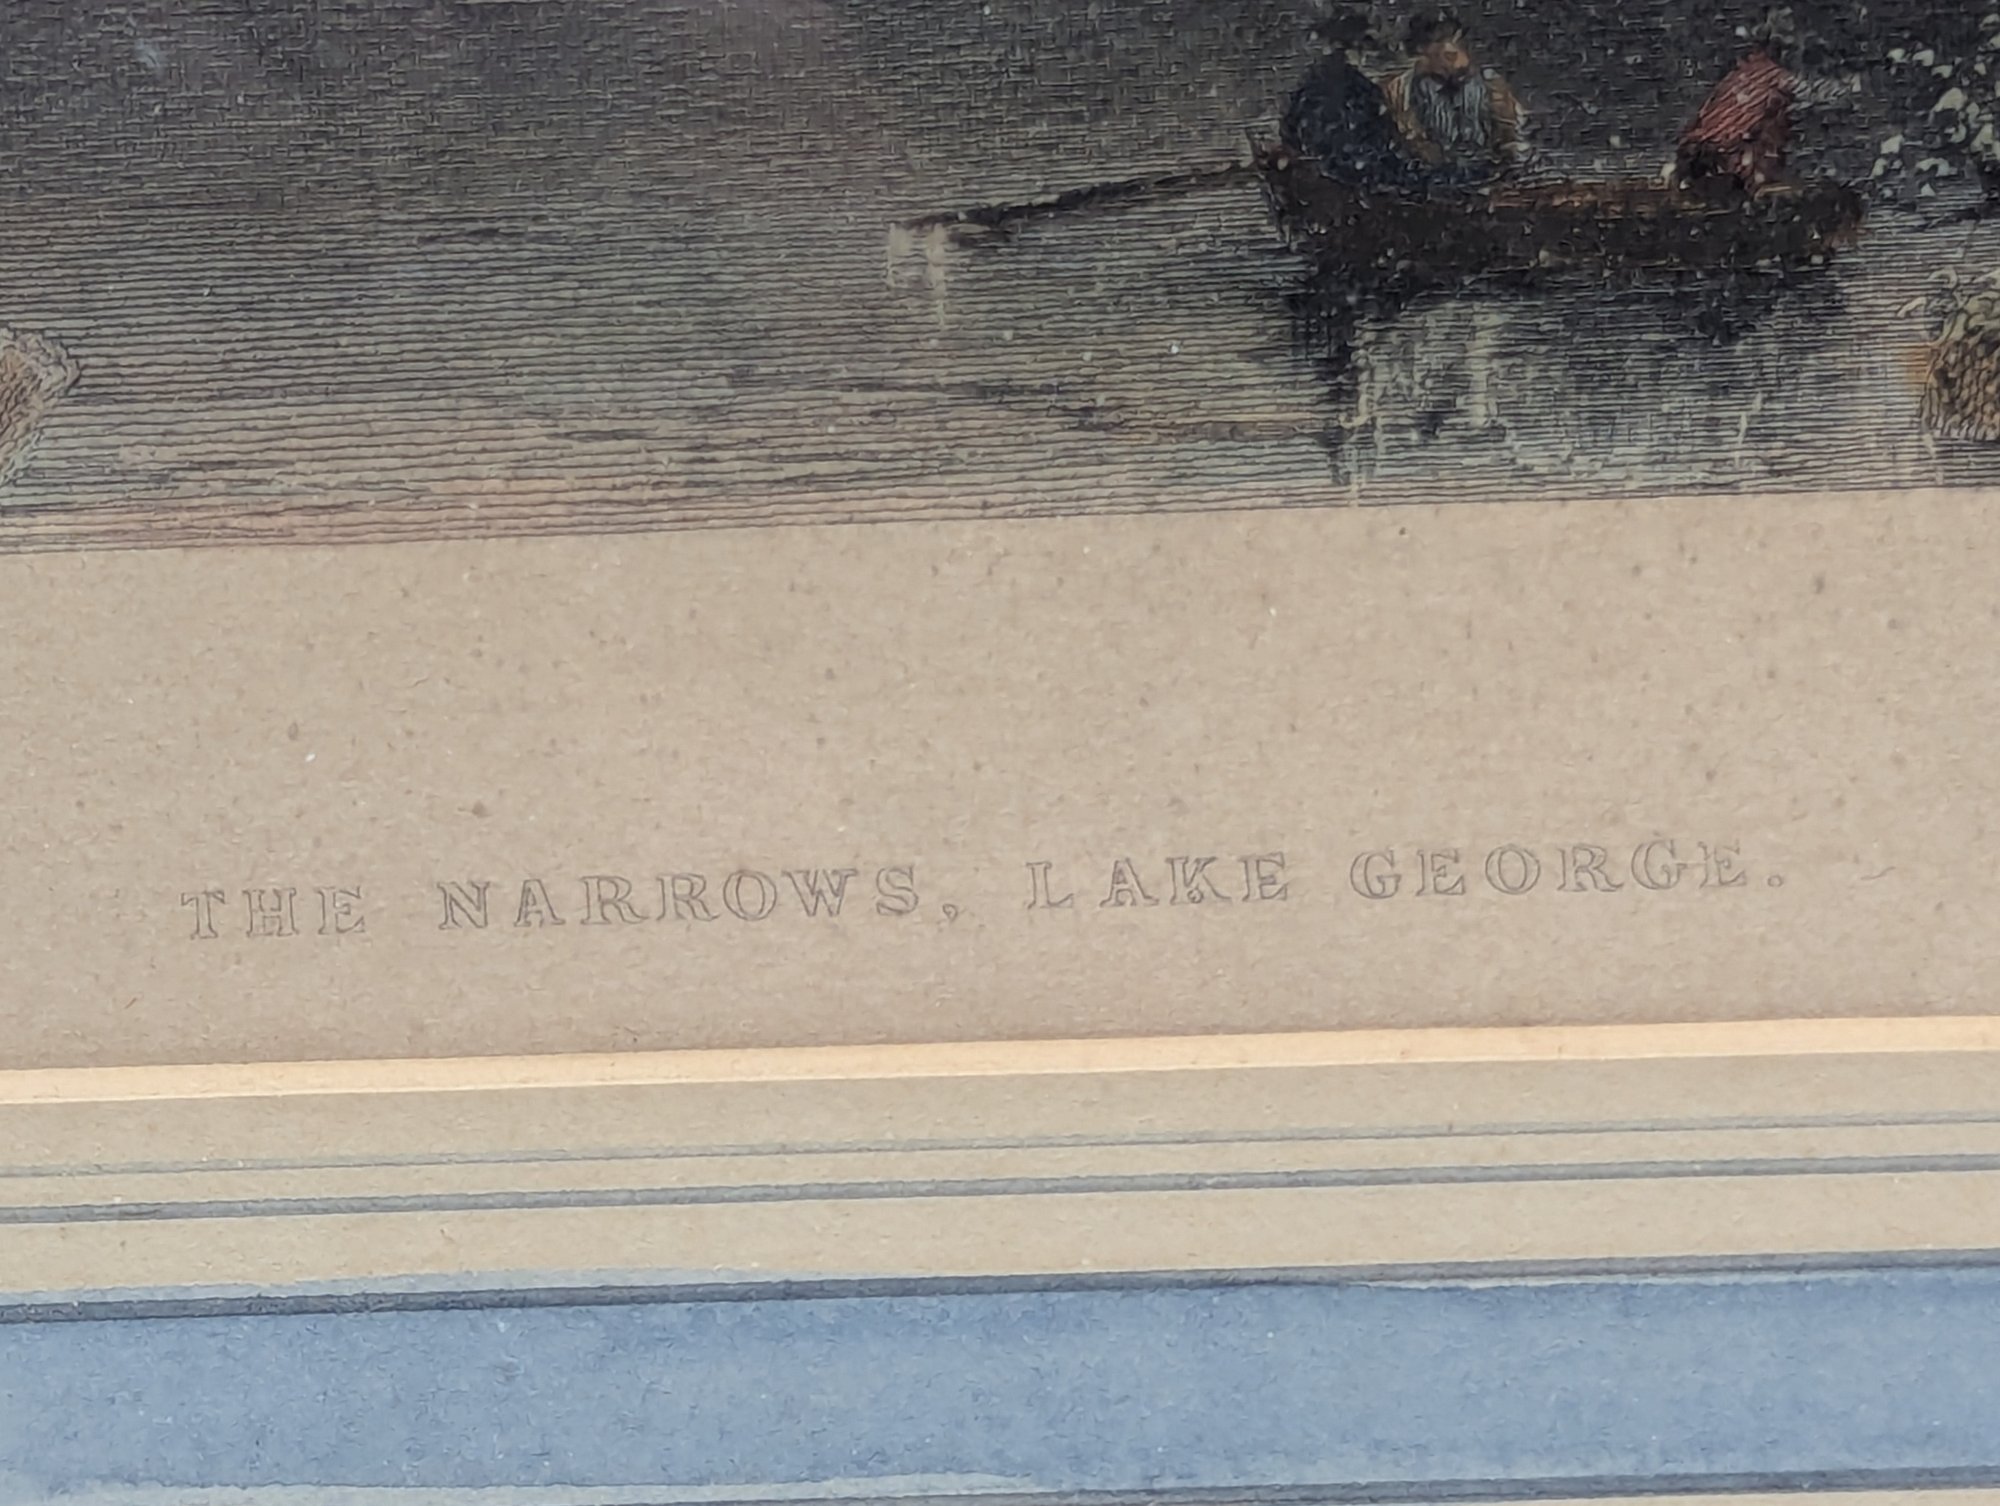 THE NARROWS, LAKE GEORGE.